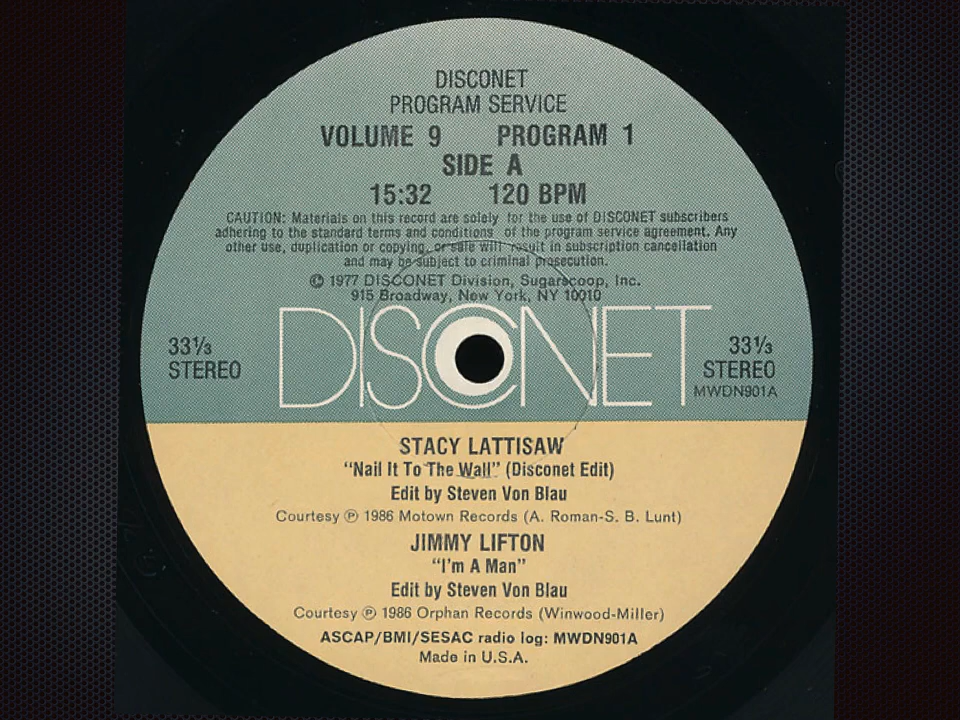 DISCONET
PROGRAM SERVICE
VOLUME 9 PROGRAM 1
SIDE A
15:32 120 BPM
CAUTION: Materials on this record are solely for the use of DISCONET subscribers
adhering to the standard terms and conditions of the program service agreement. Any
other use, duplication or copying, or sale will result in subscription cancellation
and may be subject to criminal prosecution.
© 1977 DISCONET Division, Sugarscoop, Inc.
915 Broadway, New York, NY 10010
33⅓ STEREO
DISCONET
33⅓ STEREO
MWDN901A
STACY LATTISAW
“Nail It To The Wall” (Disconet Edit)
Edit by Steven Von Blau
Courtesy ℗ 1986 Motown Records (A. Roman-S. B. Lunt)
JIMMY LIFTON
“I'm A Man”
Edit by Steven Von Blau
Courtesy ℗ 1986 Orphan Records (Winwood-Miller)
ASCAP/BMI/SESAC radio log: MWDN901A
Made in U.S.A.